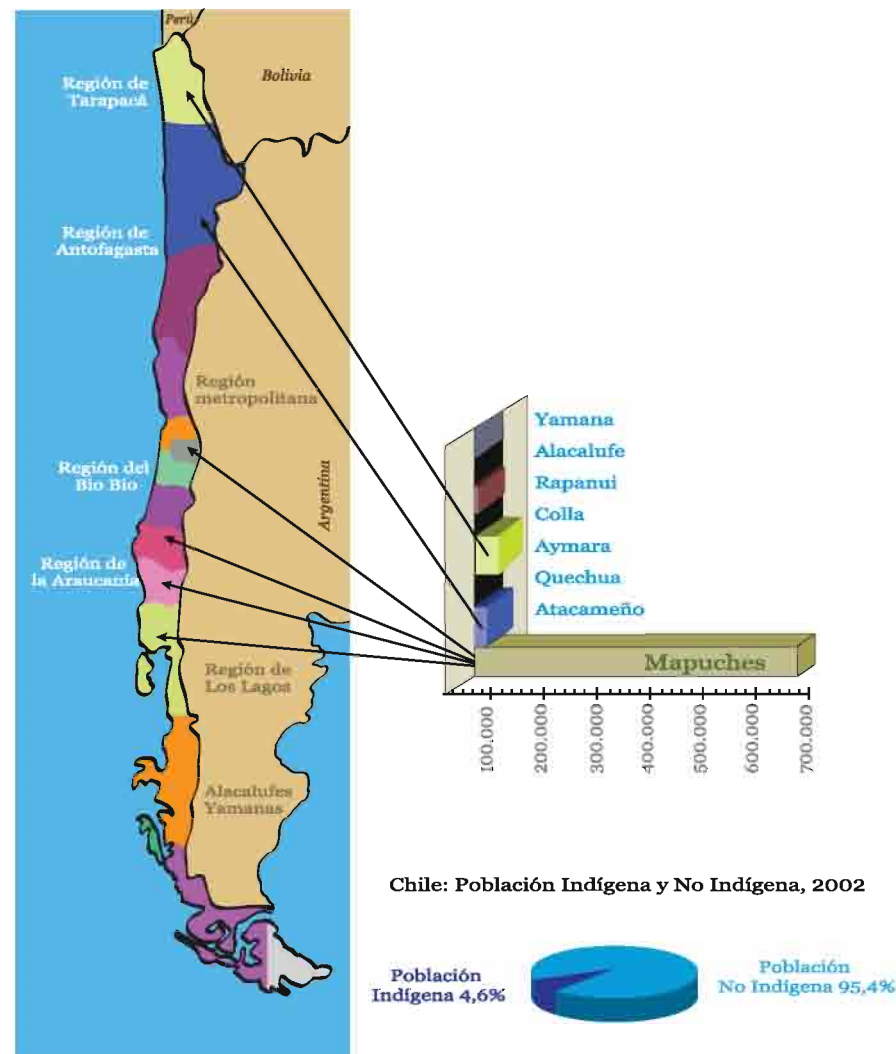 Perú
Bolivia
Región de
Tarapacá
Región de
Antofagasta
Región
metropolitana
Región del
Bio Bio
Argentina
Región de
la Araucanía
Región de
Los Lagos
Alacalufes
Yamanas
Yamana
Alacalufe
Rapanui
Colla
Aymara
Quechua
Atacameño
Mapuches
100.000
200.000
300.000
400.000
500.000
600.000
700.000
Chile: Población Indígena y No Indígena, 2002
Población
Indígena 4,6%
Población
No Indígena 95,4%